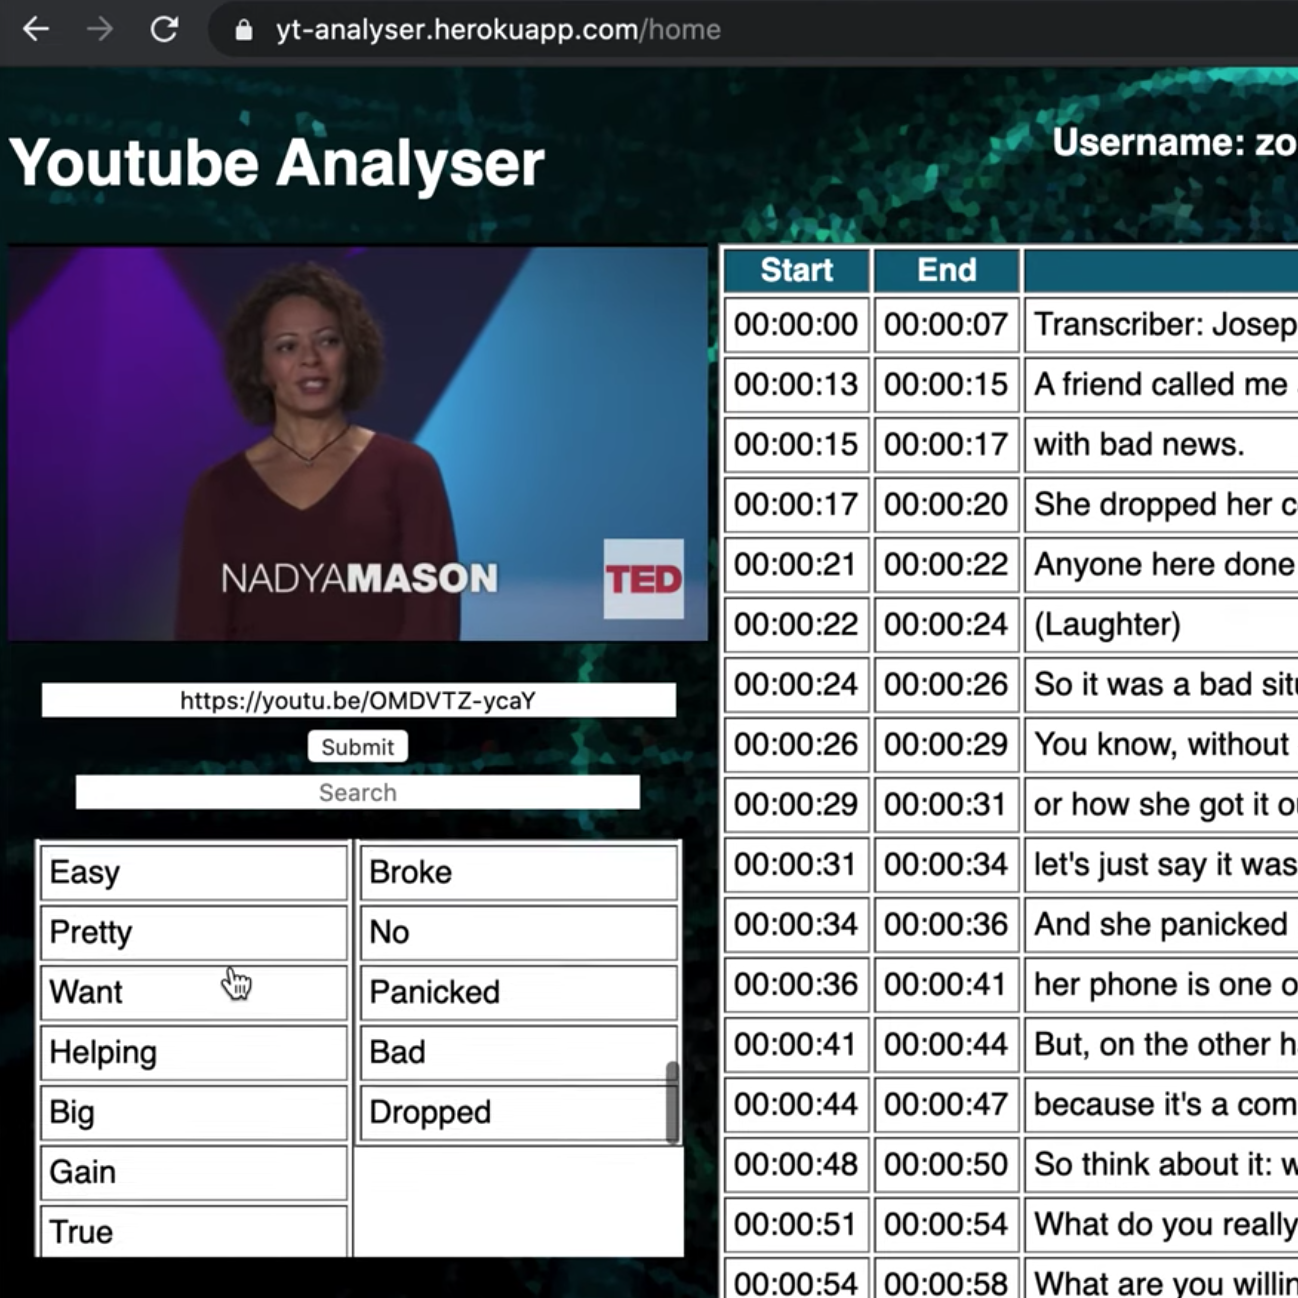 yt-analyser.herokuapp.com/home
Youtube Analyser
Username: zo
NADYAMASON
TED
https://youtu.be/OMDVTZ-ycaY
Submit
Search
Easy Broke
Pretty No
Want Panicked
Helping Bad
Big Dropped
Gain
True
Start End
00:00:00 00:00:07 Transcriber: Josep
00:00:13 00:00:15 A friend called me
00:00:15 00:00:17 with bad news.
00:00:17 00:00:20 She dropped her c
00:00:21 00:00:22 Anyone here done
00:00:22 00:00:24 (Laughter)
00:00:24 00:00:26 So it was a bad situ
00:00:26 00:00:29 You know, without
00:00:29 00:00:31 or how she got it o
00:00:31 00:00:34 let's just say it was
00:00:34 00:00:36 And she panicked
00:00:36 00:00:41 her phone is one o
00:00:41 00:00:44 But, on the other h
00:00:44 00:00:47 because it's a com
00:00:48 00:00:50 So think about it: w
00:00:51 00:00:54 What do you really
00:00:54 00:00:58 What are you willin